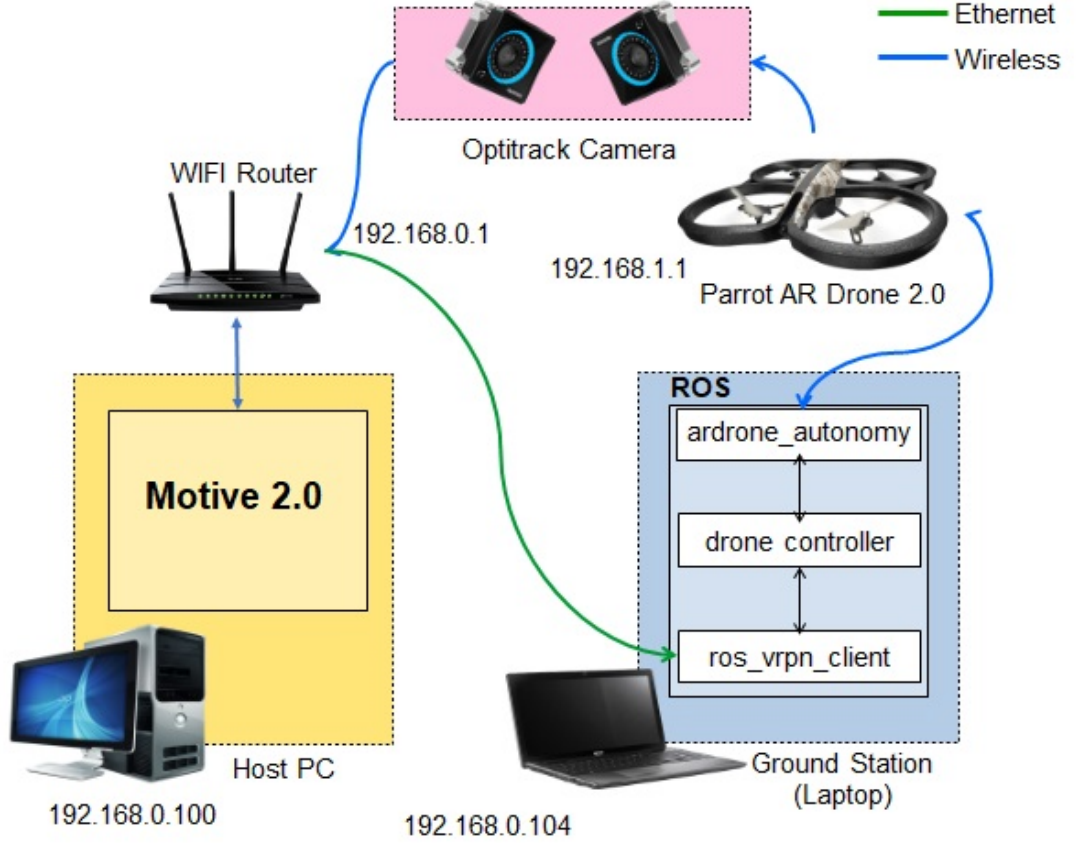 Ethernet
Wireless
Optitrack Camera
WIFI Router
192.168.0.1
192.168.1.1
Parrot AR Drone 2.0
ROS
ardrone_autonomy
drone controller
ros_vrpn_client
Motive 2.0
Host PC
192.168.0.100
Ground Station
(Laptop)
192.168.0.104